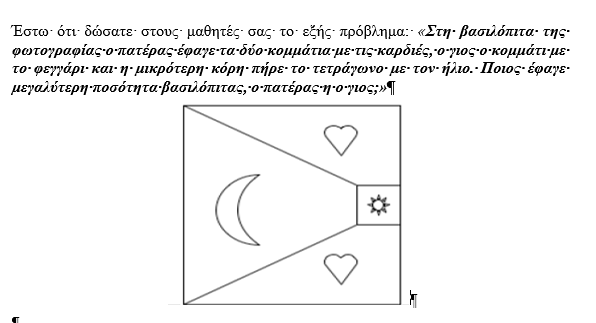 Έστω· ότι· δώσατε· στους· μαθητές· σας· το· εξής· πρόβλημα:· «Στη· βασιλόπιτα· της·
φωτογραφίας·ο·πατέρας·έφαγε·τα·δύο·κομμάτια·με·τις·καρδιές,·ο·γιος·ο·κομμάτι·με·
το· φεγγάρι· και· η· μικρότερη· κόρη· πήρε· το· τετράγωνο· με· τον· ήλιο.· Ποιος· έφαγε·
μεγαλύτερη·ποσότητα·βασιλόπιτας,·ο·πατέρας·η·ο·γιος;»¶
¶
¶